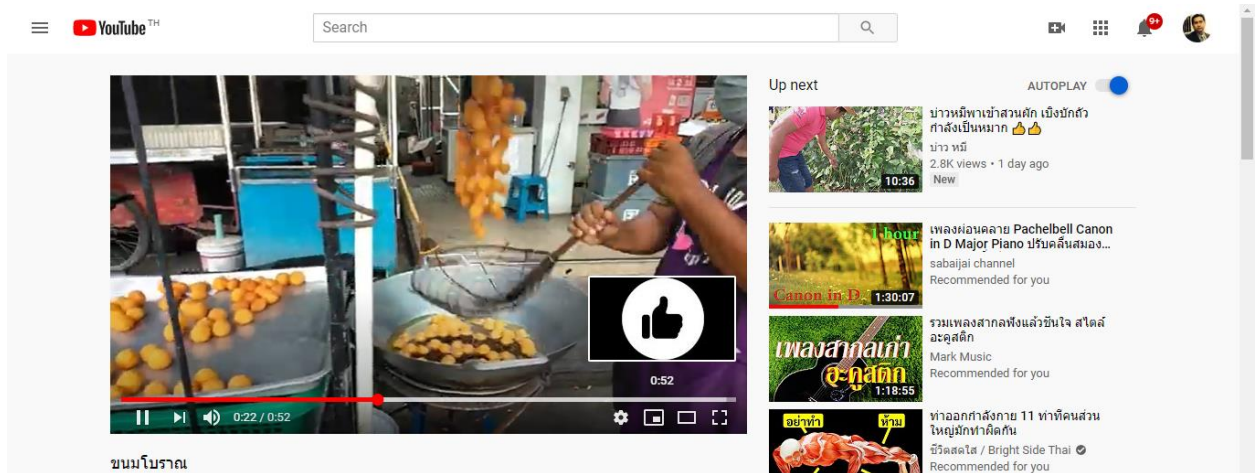 YouTube TH
Search
9+
Up next
AUTOPLAY
บ่าวหมีพาเข้าสวนผัก เบิ่งบักถั่ว
กำลังเป็นหมาก 👍👍
บ่าว หมี
2.8K views • 1 day ago
New
10:36
1 hour
Canon in D.
1:30:07
เพลงผ่อนคลาย Pachelbell Canon
in D Major Piano ปรับคลื่นสมอง...
sabaijai channel
Recommended for you
เพลงสากลเก่า
อะคูสติก
1:18:55
รวมเพลงสากลฟังแล้วชื่นใจ สไตล์
อะคูสติก
Mark Music
Recommended for you
อย่าทำ
ห้าม
ท่าออกกำลังกาย 11 ท่าที่คนส่วน
ใหญ่มักทำผิดกัน
ชีวิตสดใส / Bright Side Thai
Recommended for you
0:52
0:22 / 0:52
ขนมโบราณ